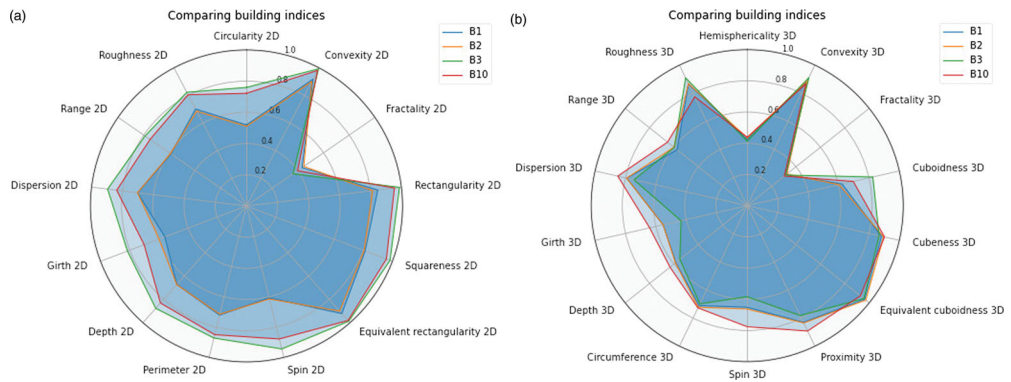 (a)
Comparing building indices
B1
B2
B3
B10
Circularity 2D
Convexity 2D
Fractality 2D
Rectangularity 2D
Squareness 2D
Equivalent rectangularity 2D
Spin 2D
Perimeter 2D
Depth 2D
Girth 2D
Dispersion 2D
Range 2D
Roughness 2D
1.0
0.8
0.6
0.4
0.2
(b)
Comparing building indices
B1
B2
B3
B10
Hemisphericality 3D
Convexity 3D
Fractality 3D
Cuboidness 3D
Cubeness 3D
Equivalent cuboidness 3D
Proximity 3D
Spin 3D
Circumference 3D
Depth 3D
Girth 3D
Dispersion 3D
Range 3D
Roughness 3D
1.0
0.8
0.6
0.4
0.2